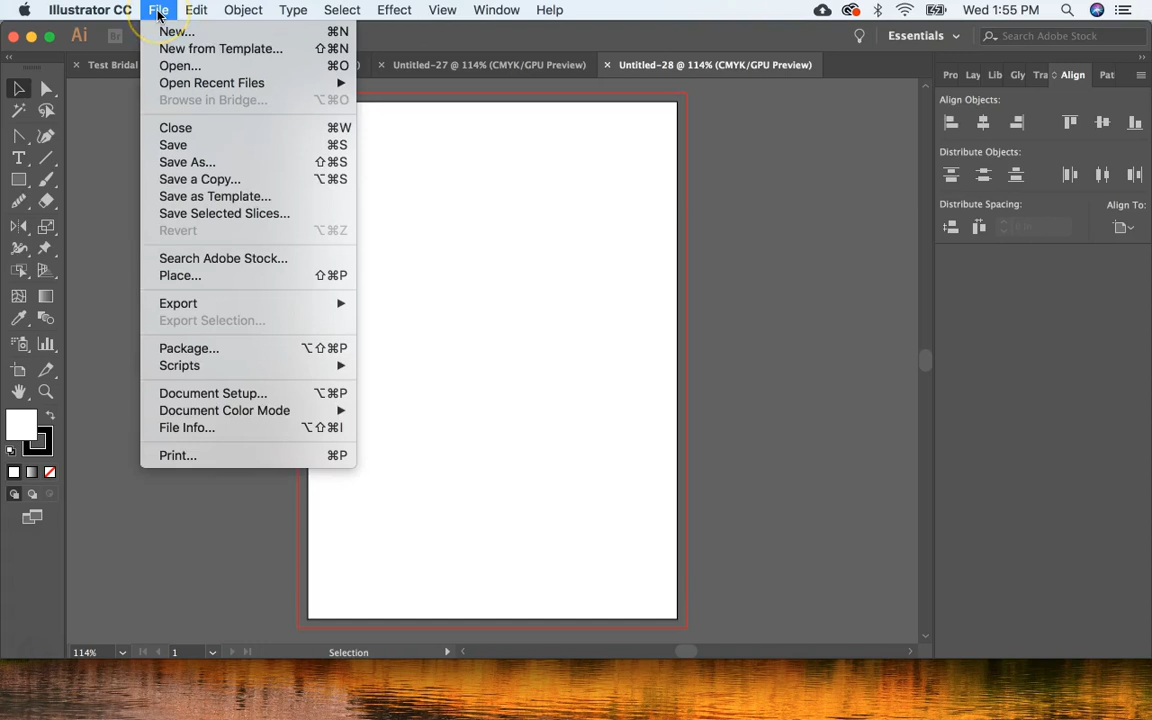 Illustrator CC File Edit Object Type Select Effect View Window Help Wed 1:55 PM
Ai Br Essentials Search Adobe Stock
Test Bridal ) Untitled-27 @ 114% (CMYK/GPU Preview) Untitled-28 @ 114% (CMYK/GPU Preview)
New... ⌘N
New from Template... ⇧⌘N
Open... ⌘O
Open Recent Files
Browse in Bridge... ⌥⌘O
Close ⌘W
Save ⌘S
Save As... ⇧⌘S
Save a Copy... ⌥⌘S
Save as Template...
Save Selected Slices...
Revert ⌥⌘Z
Search Adobe Stock...
Place... ⇧⌘P
Export
Export Selection...
Package... ⌥⇧⌘P
Scripts
Document Setup... ⌥⌘P
Document Color Mode
File Info... ⌥⇧⌘I
Print... ⌘P
Pro Lay Lib Gly Tra Align Pat
Align Objects:
Distribute Objects:
Distribute Spacing: Align To:
114% 1 Selection